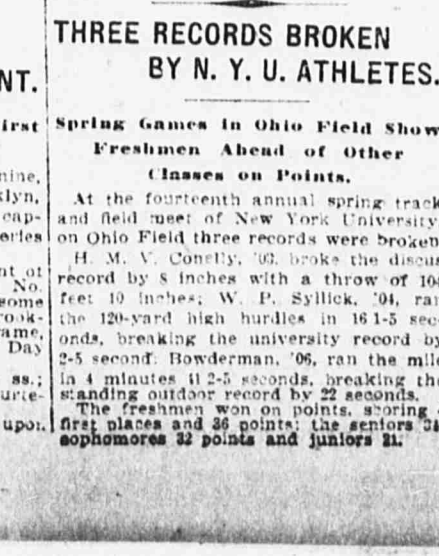 THREE RECORDS BROKEN
BY N. Y. U. ATHLETES.
Spring Games in Ohio Field Show
Freshmen Ahead of Other
Classes on Points.
At the fourteenth annual spring track
and field meet of New York University
on Ohio Field three records were broken
H. M. V. Conelly, '03, broke the discus
record by 8 inches with a throw of 10
feet 10 inches; W. P. Syllick, '04, ran
the 120-yard high hurdles in 16 1-5 sec-
onds, breaking the university record by
2-5 second. Bowderman, '06, ran the mile
in 4 minutes 41 2-5 seconds, breaking the
standing outdoor record by 22 seconds.
The freshmen won on points, storing
first places and 36 points; the seniors
sophomores 32 points and juniors 21.
NT.
irst
nine,
klyn,
cap-
eries
nt of
No.
some
rook-
rame,
Day
ss.;
urte-
upon.